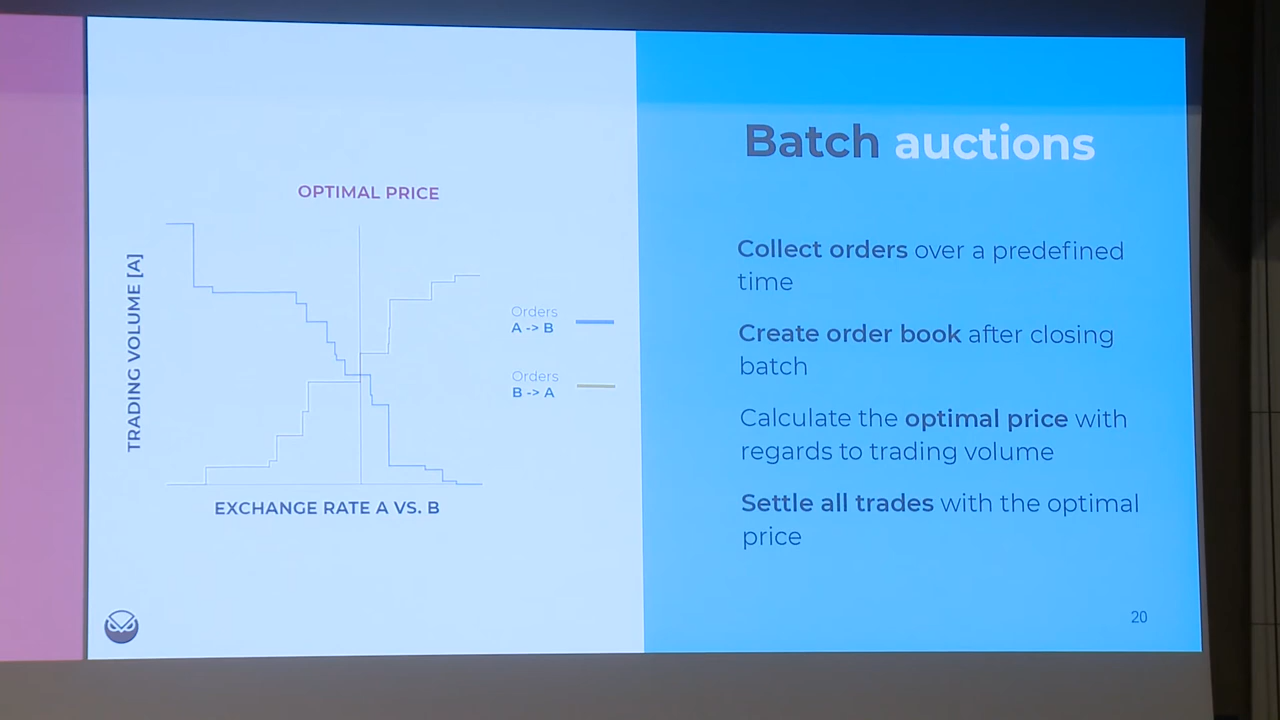 OPTIMAL PRICE
TRADING VOLUME [A]
Orders
A -> B
Orders
B -> A
EXCHANGE RATE A VS. B
Batch auctions
Collect orders over a predefined
time
Create order book after closing
batch
Calculate the optimal price with
regards to trading volume
Settle all trades with the optimal
price
20